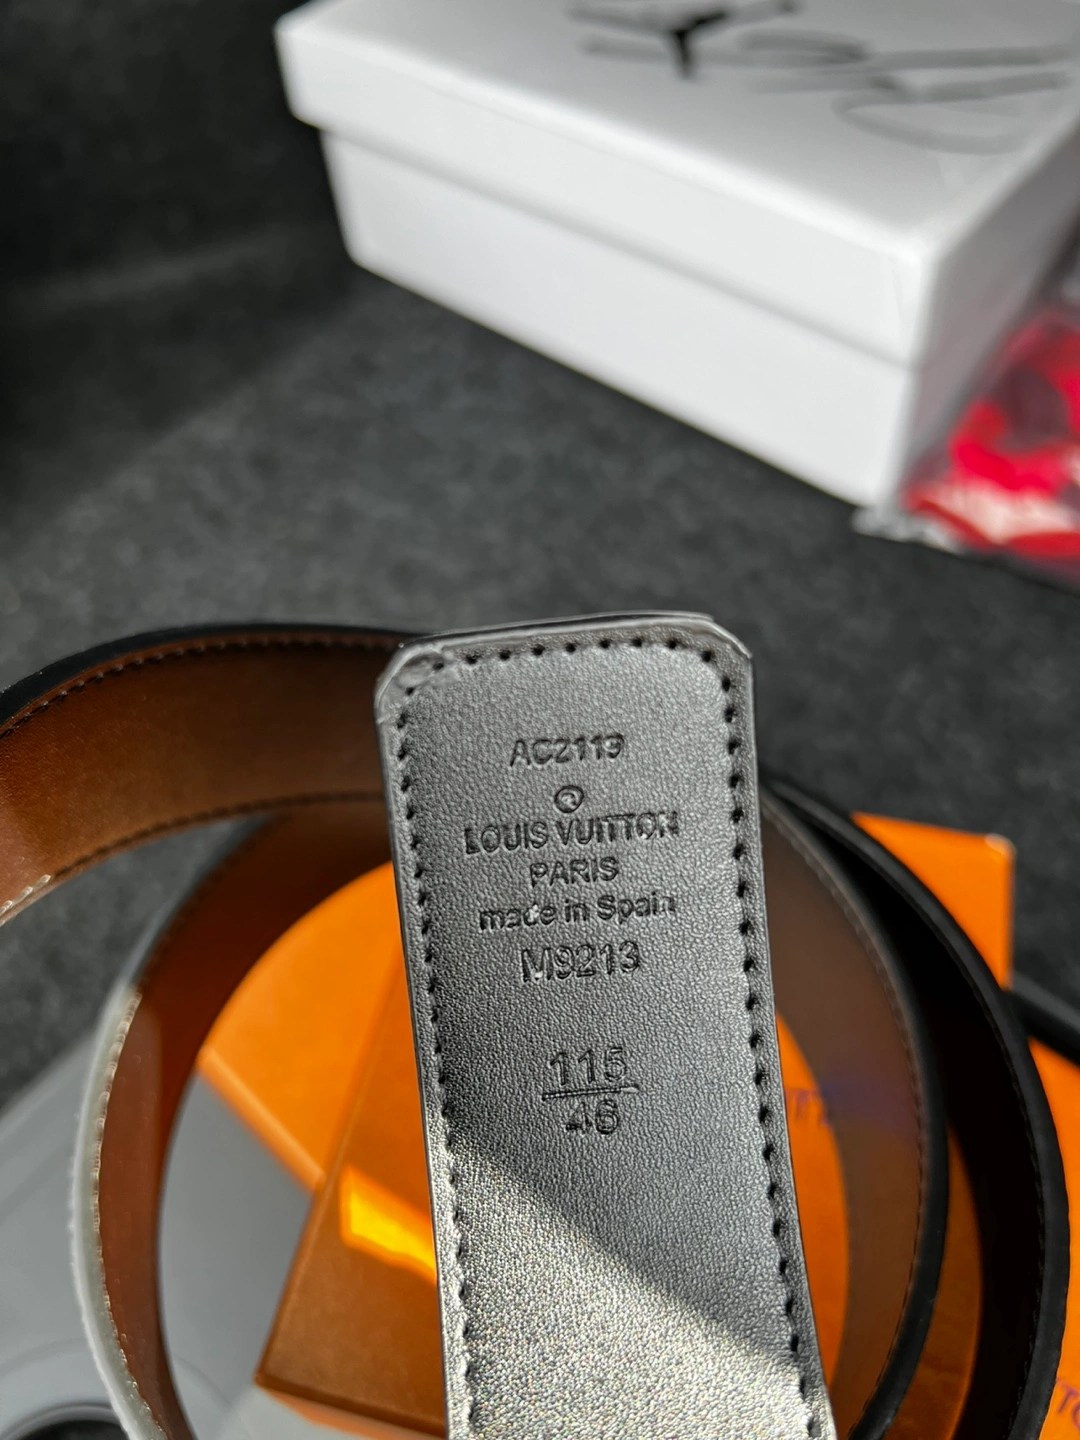 AC2119
R
LOUIS VUITTON
PARIS
made in Spain
M9213
115
46